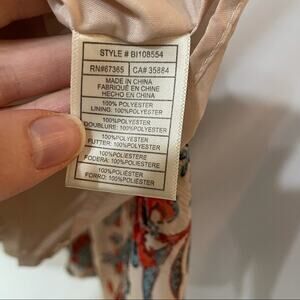 STYLE # BI108554
RN#67365 CA# 35884
MADE IN CHINA
FABRIQUÉ EN CHINE
HECHO EN CHINA
100% POLYESTER
LINING: 100% POLYESTER
100%POLYESTER
DOUBLURE: 100%POLYESTER
100%POLYESTER
FUTTER: 100%POLYESTER
100%POLIESTERE
FODERA: 100%POLIESTERE
100%POLIÉSTER
FORRO: 100%POLIÉSTER